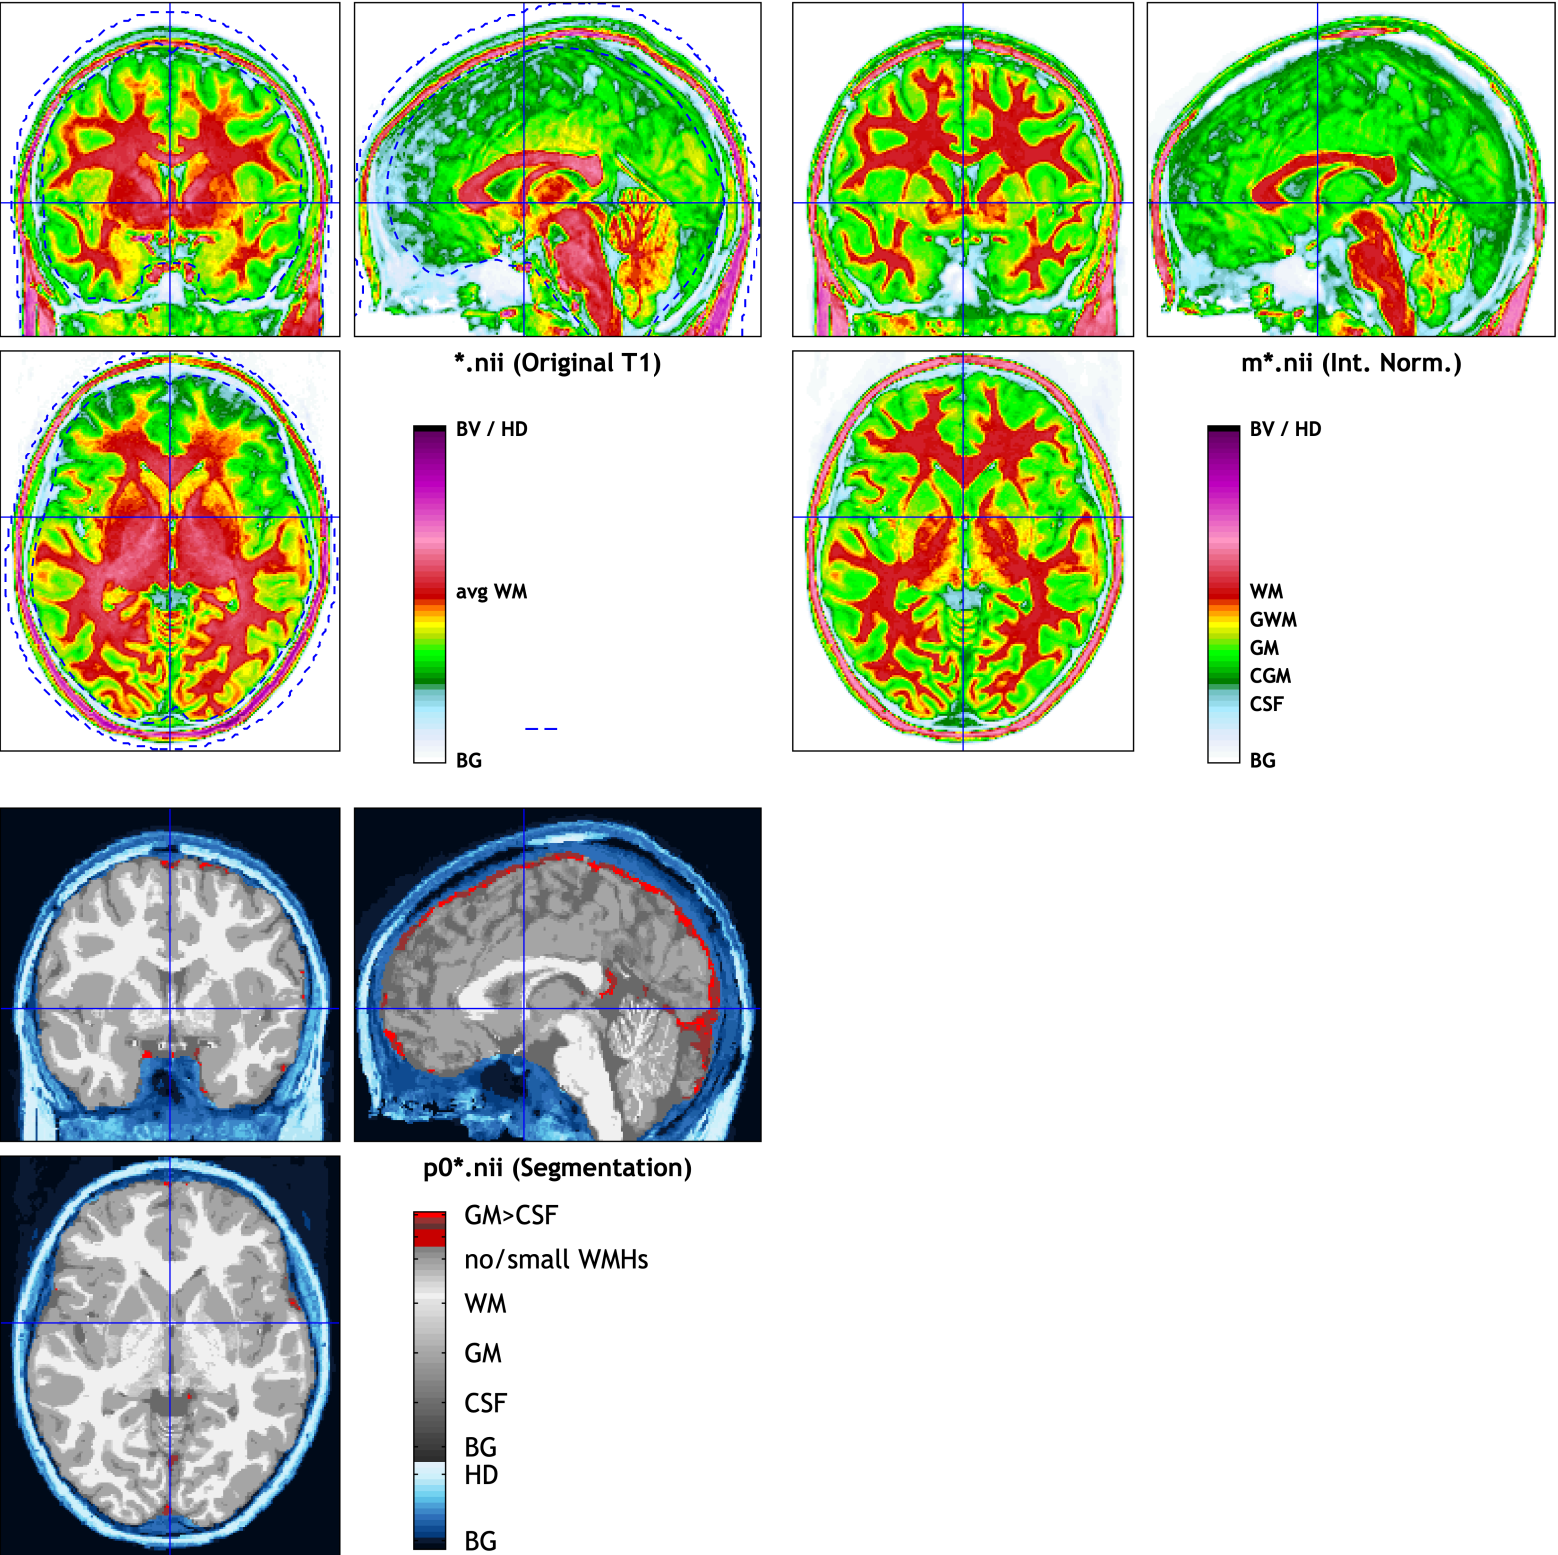 *.nii (Original T1)
BV / HD
avg WM
BG
m*.nii (Int. Norm.)
BV / HD
WM
GWM
GM
CGM
CSF
BG
p0*.nii (Segmentation)
GM>CSF
no/small WMHs
WM
GM
CSF
BG
HD
BG